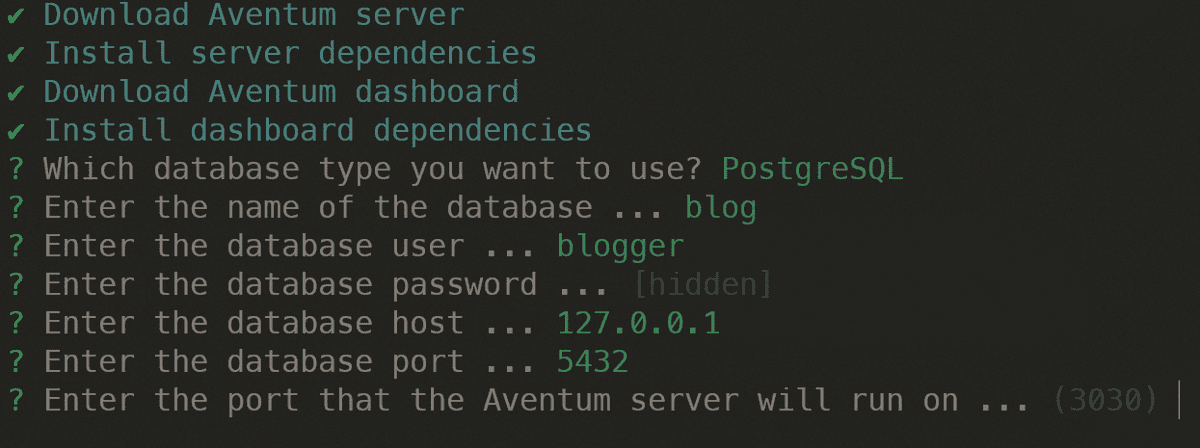 ✔ Download Aventum server
✔ Install server dependencies
✔ Download Aventum dashboard
✔ Install dashboard dependencies
? Which database type you want to use? PostgreSQL
? Enter the name of the database ... blog
? Enter the database user ... blogger
? Enter the database password ... [hidden]
? Enter the database host ... 127.0.0.1
? Enter the database port ... 5432
? Enter the port that the Aventum server will run on ... (3030)